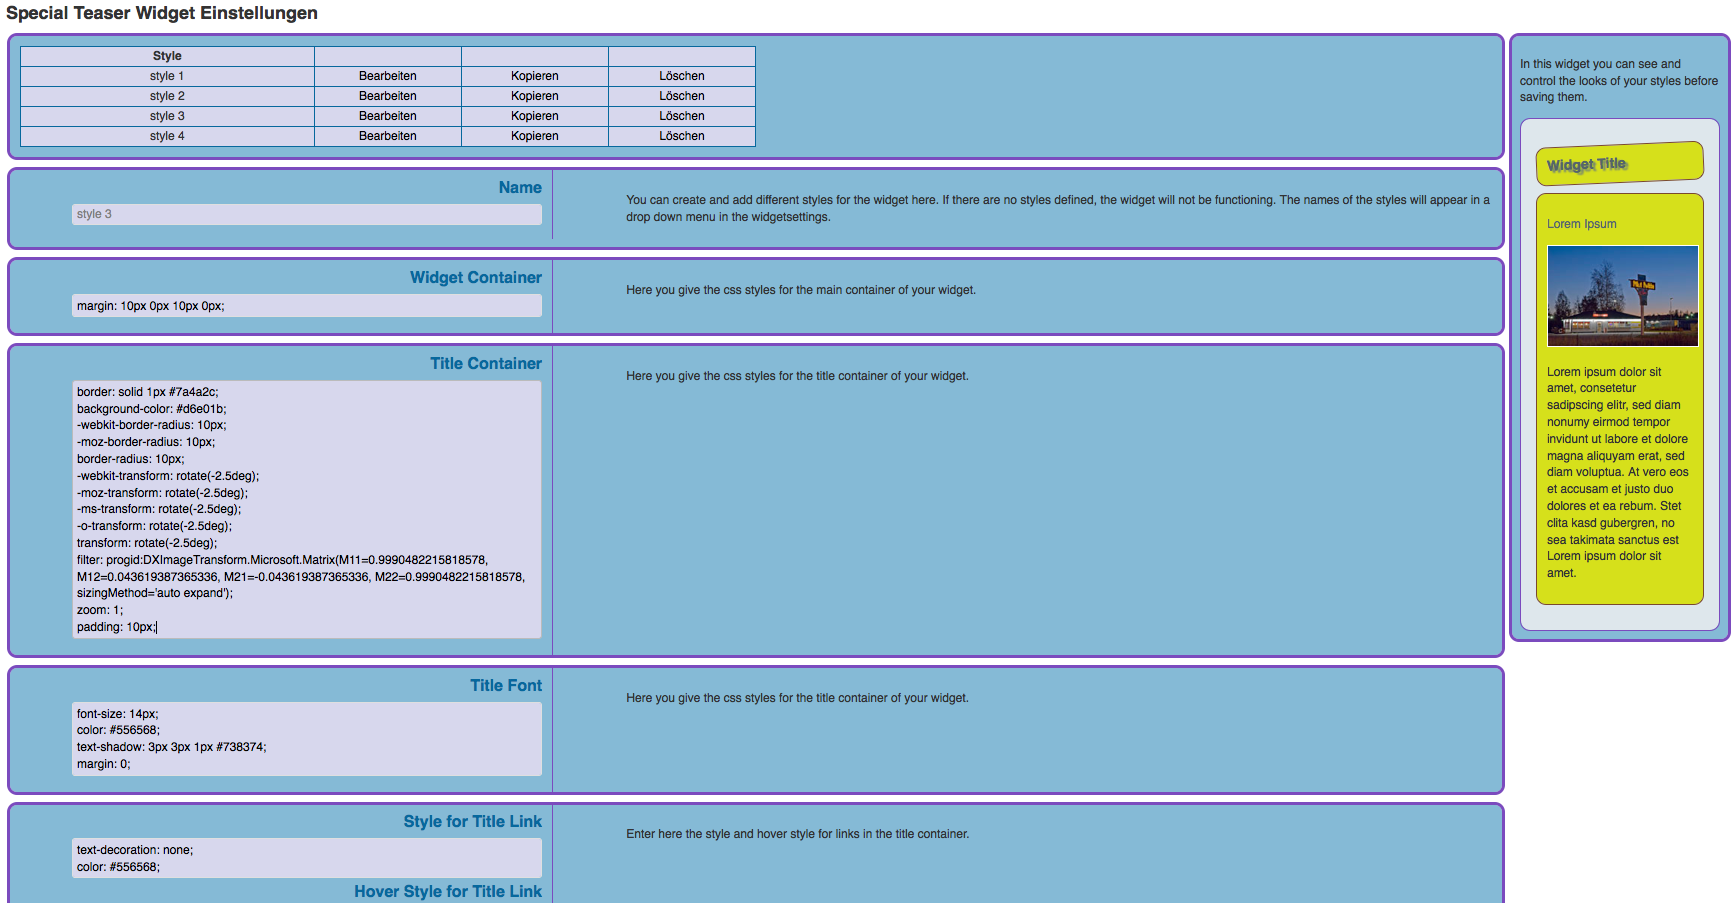 Special Teaser Widget Einstellungen
Style
style 1 Bearbeiten Kopieren Löschen
style 2 Bearbeiten Kopieren Löschen
style 3 Bearbeiten Kopieren Löschen
style 4 Bearbeiten Kopieren Löschen
Name
style 3
You can create and add different styles for the widget here. If there are no styles defined, the widget will not be functioning. The names of the styles will appear in a
drop down menu in the widgetsettings.
Widget Container
margin: 10px 0px 10px 0px;
Here you give the css styles for the main container of your widget.
Title Container
border: solid 1px #7a4a2c;
background-color: #d6e01b;
-webkit-border-radius: 10px;
-moz-border-radius: 10px;
border-radius: 10px;
-webkit-transform: rotate(-2.5deg);
-moz-transform: rotate(-2.5deg);
-ms-transform: rotate(-2.5deg);
-o-transform: rotate(-2.5deg);
transform: rotate(-2.5deg);
filter: progid:DXImageTransform.Microsoft.Matrix(M11=0.9990482215818578,
M12=0.043619387365336, M21=-0.043619387365336, M22=0.9990482215818578,
sizingMethod='auto expand');
zoom: 1;
padding: 10px;
Here you give the css styles for the title container of your widget.
Title Font
font-size: 14px;
color: #556568;
text-shadow: 3px 3px 1px #738374;
margin: 0;
Here you give the css styles for the title container of your widget.
Style for Title Link
text-decoration: none;
color: #556568;
Enter here the style and hover style for links in the title container.
Hover Style for Title Link
In this widget you can see and
control the looks of your styles before
saving them.
Widget Title
Lorem Ipsum
Lorem ipsum dolor sit
amet, consetetur
sadipscing elitr, sed diam
nonumy eirmod tempor
invidunt ut labore et dolore
magna aliquyam erat, sed
diam voluptua. At vero eos
et accusam et justo duo
dolores et ea rebum. Stet
clita kasd gubergren, no
sea takimata sanctus est
Lorem ipsum dolor sit
amet.